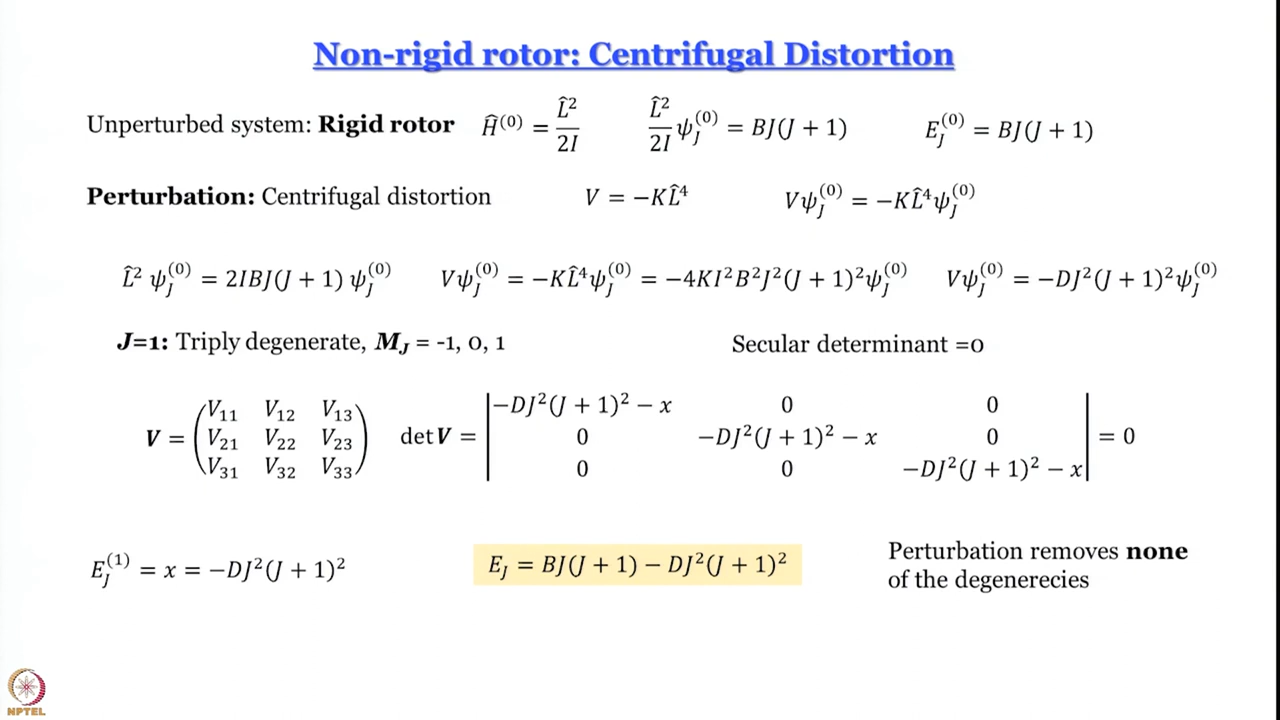 Non-rigid rotor: Centrifugal Distortion
Unperturbed system: Rigid rotor Ĥ⁽⁰⁾ = L̂²/2I L̂²/2I ψ_J⁽⁰⁾ = BJ(J + 1) E_J⁽⁰⁾ = BJ(J + 1)
Perturbation: Centrifugal distortion V = −KL̂⁴ Vψ_J⁽⁰⁾ = −KL̂⁴ψ_J⁽⁰⁾
L̂² ψ_J⁽⁰⁾ = 2IBJ(J + 1) ψ_J⁽⁰⁾ Vψ_J⁽⁰⁾ = −KL̂⁴ψ_J⁽⁰⁾ = −4KI²B²J²(J + 1)²ψ_J⁽⁰⁾ Vψ_J⁽⁰⁾ = −DJ²(J + 1)²ψ_J⁽⁰⁾
J=1: Triply degenerate, M_J = -1, 0, 1 Secular determinant =0
V₁₁ V₁₂ V₁₃ −DJ²(J + 1)² − x 0 0
V = V₂₁ V₂₂ V₂₃ det V = 0 −DJ²(J + 1)² − x 0 = 0
V₃₁ V₃₂ V₃₃ 0 0 −DJ²(J + 1)² − x
E_J⁽¹⁾ = x = −DJ²(J + 1)²
E_J = BJ(J + 1) − DJ²(J + 1)²
Perturbation removes none
of the degenerecies
NPTEL